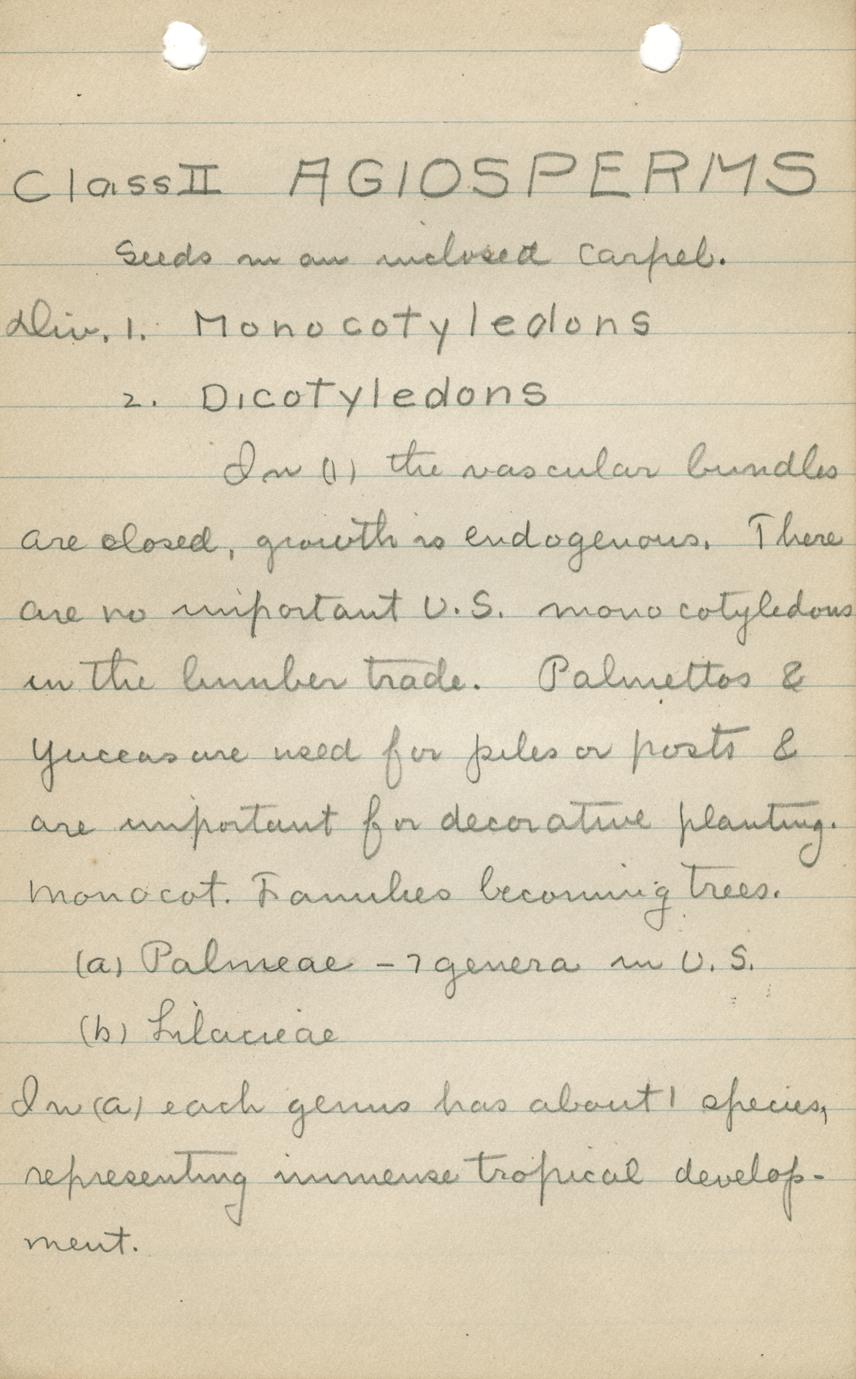 Class II AGIOSPERMS
Seeds in an inclosed carpel.
Div. 1. Monocotyledons
2. Dicotyledons
In (1) the vascular bundles
are closed, growth is endogenous. There
are no important U.S. monocotyledons
in the lumber trade. Palmettos &
Yuccas are used for piles or posts &
are important for decorative planting.
Monocot. Families becoming trees.
(a) Palmeae - 7 genera in U.S.
(b) Lilacieae
In (a) each genus has about 1 species,
representing immense tropical develop-
ment.